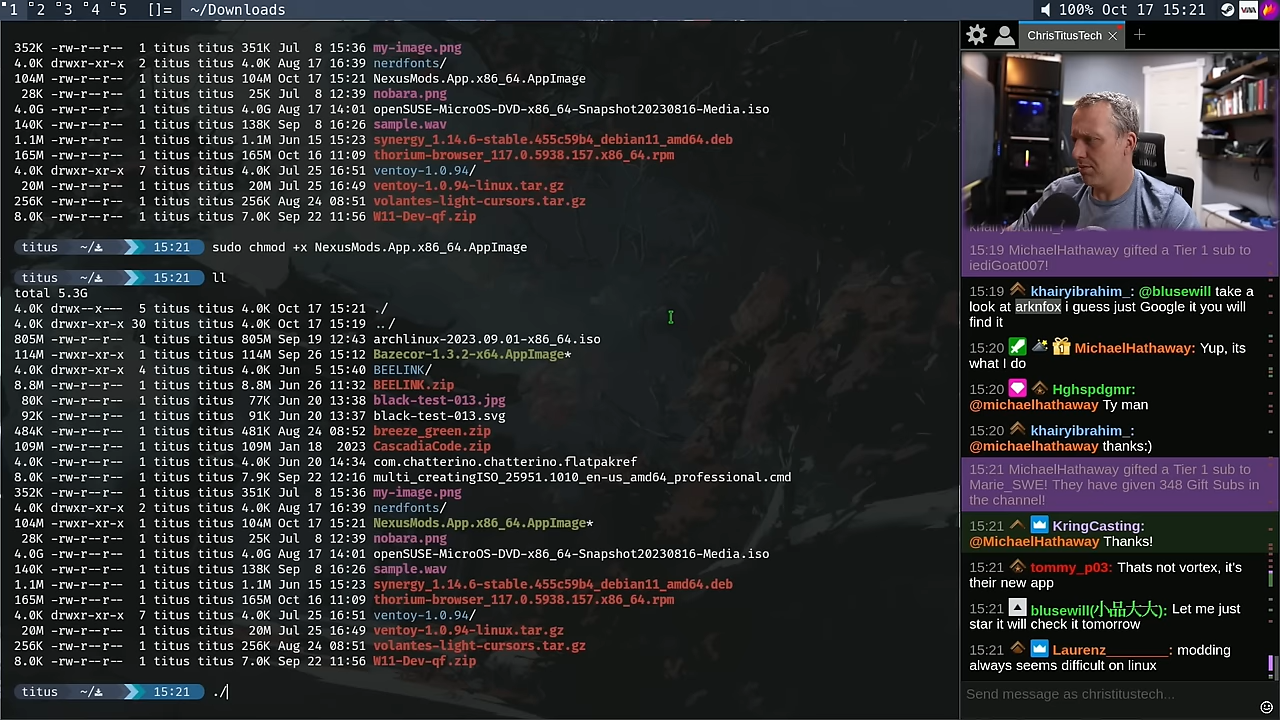 1 2 3 4 5 []= ~/Downloads 100% Oct 17 15:21
352K -rw-r--r-- 1 titus titus 351K Jul 8 15:36 my-image.png
4.0K drwxr-xr-x 2 titus titus 4.0K Aug 17 16:39 nerdfonts/
104M -rw-r--r-- 1 titus titus 104M Oct 17 15:21 NexusMods.App.x86_64.AppImage
28K -rw-r--r-- 1 titus titus 25K Jul 8 12:39 nobara.png
4.0G -rw-r--r-- 1 titus titus 4.0G Aug 17 14:01 openSUSE-MicroOS-DVD-x86_64-Snapshot20230816-Media.iso
140K -rw-r--r-- 1 titus titus 138K Sep 8 16:26 sample.wav
1.1M -rw-r--r-- 1 titus titus 1.1M Jun 15 15:23 synergy_1.14.6-stable.455c59b4_debian11_amd64.deb
165M -rw-r--r-- 1 titus titus 165M Oct 16 11:09 thorium-browser_117.0.5938.157.x86_64.rpm
4.0K drwxr-xr-x 7 titus titus 4.0K Jul 25 16:51 ventoy-1.0.94/
20M -rw-r--r-- 1 titus titus 20M Jul 25 16:49 ventoy-1.0.94-linux.tar.gz
256K -rw-r--r-- 1 titus titus 256K Aug 24 08:51 volantes-light-cursors.tar.gz
8.0K -rw-r--r-- 1 titus titus 7.0K Sep 22 11:56 W11-Dev-qf.zip
titus ~/ 15:21 sudo chmod +x NexusMods.App.x86_64.AppImage
titus ~/ 15:21 ll
total 5.3G
4.0K drwx--x--- 5 titus titus 4.0K Oct 17 15:21 ./
4.0K drwxr-xr-x 30 titus titus 4.0K Oct 17 15:19 ../
805M -rw-r--r-- 1 titus titus 805M Sep 19 12:43 archlinux-2023.09.01-x86_64.iso
114M -rwxr-xr-x 1 titus titus 114M Sep 26 15:12 Bazecor-1.3.2-x64.AppImage*
4.0K drwxr-xr-x 4 titus titus 4.0K Jun 5 15:40 BEELINK/
8.8M -rw-r--r-- 1 titus titus 8.8M Jun 26 11:32 BEELINK.zip
80K -rw-r--r-- 1 titus titus 77K Jun 20 13:38 black-test-013.jpg
92K -rw-r--r-- 1 titus titus 91K Jun 20 13:37 black-test-013.svg
484K -rw-r--r-- 1 titus titus 481K Aug 24 08:52 breeze_green.zip
109M -rw-r--r-- 1 titus titus 109M Jan 18 2023 CascadiaCode.zip
4.0K -rw-r--r-- 1 titus titus 4.0K Jun 20 14:34 com.chatterino.chatterino.flatpakref
8.0K -rw-r--r-- 1 titus titus 7.9K Sep 22 12:16 multi_creatingISO_25951.1010_en-us_amd64_professional.cmd
352K -rw-r--r-- 1 titus titus 351K Jul 8 15:36 my-image.png
4.0K drwxr-xr-x 2 titus titus 4.0K Aug 17 16:39 nerdfonts/
104M -rwxr-xr-x 1 titus titus 104M Oct 17 15:21 NexusMods.App.x86_64.AppImage*
28K -rw-r--r-- 1 titus titus 25K Jul 8 12:39 nobara.png
4.0G -rw-r--r-- 1 titus titus 4.0G Aug 17 14:01 openSUSE-MicroOS-DVD-x86_64-Snapshot20230816-Media.iso
140K -rw-r--r-- 1 titus titus 138K Sep 8 16:26 sample.wav
1.1M -rw-r--r-- 1 titus titus 1.1M Jun 15 15:23 synergy_1.14.6-stable.455c59b4_debian11_amd64.deb
165M -rw-r--r-- 1 titus titus 165M Oct 16 11:09 thorium-browser_117.0.5938.157.x86_64.rpm
4.0K drwxr-xr-x 7 titus titus 4.0K Jul 25 16:51 ventoy-1.0.94/
20M -rw-r--r-- 1 titus titus 20M Jul 25 16:49 ventoy-1.0.94-linux.tar.gz
256K -rw-r--r-- 1 titus titus 256K Aug 24 08:51 volantes-light-cursors.tar.gz
8.0K -rw-r--r-- 1 titus titus 7.0K Sep 22 11:56 W11-Dev-qf.zip
titus ~/ 15:21 ./
ChrisTitusTech
khairyibrahim_!
15:19 MichaelHathaway gifted a Tier 1 sub to
iediGoat007!
15:19 khairyibrahim_: @blusewill take a
look at arknfox i guess just Google it you will
find it
15:20 MichaelHathaway: Yup, its
what I do
15:20 Hghspdgmr:
@michaelhathaway Ty man
15:20 khairyibrahim_:
@michaelhathaway thanks:)
15:21 MichaelHathaway gifted a Tier 1 sub to
Marie_SWE! They have given 348 Gift Subs in
the channel!
15:21 KringCasting:
@MichaelHathaway Thanks!
15:21 tommy_p03: Thats not vortex, it's
their new app
15:21 blusewill(小品大大): Let me just
star it will check it tomorrow
15:21 Laurenz________: modding
always seems difficult on linux
Send message as christitustech...